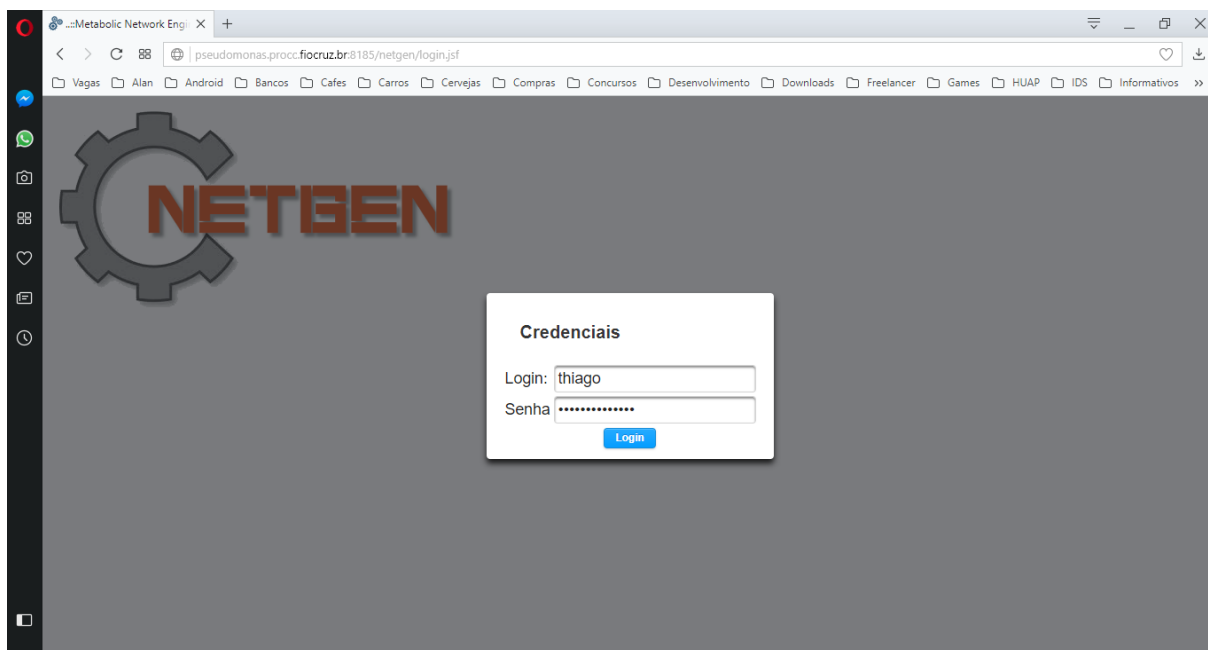 ..::Metabolic Network Engi
pseudomonas.procc.fiocruz.br:8185/netgen/login.jsf
Vagas Alan Android Bancos Cafes Carros Cervejas Compras Concursos Desenvolvimento Downloads Freelancer Games HUAP IDS Informativos
NETGEN
Credenciais
Login: thiago
Senha ••••••••••••••
Login